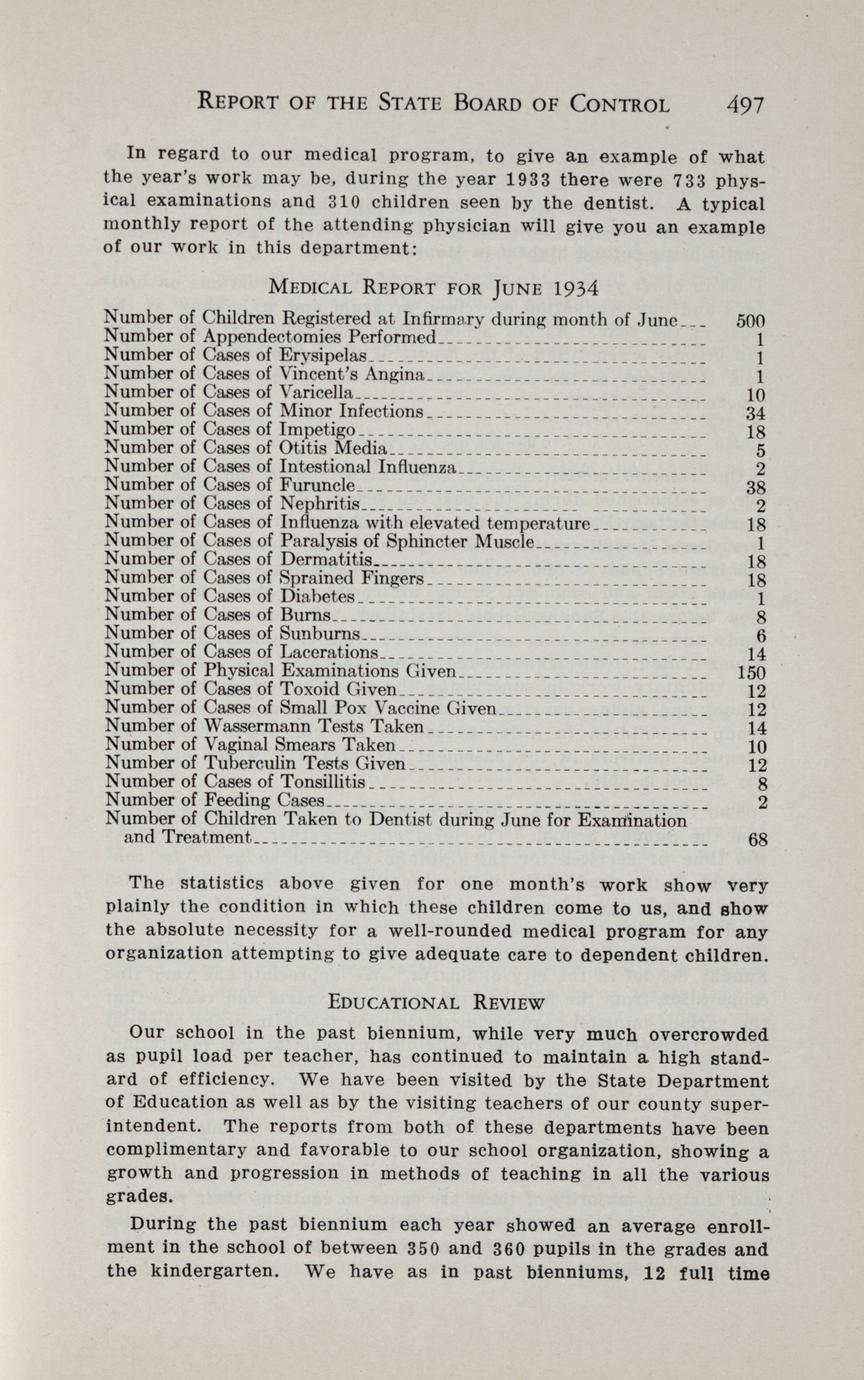 REPORT OF THE STATE BOARD OF CONTROL 497
In regard to our medical program, to give an example of what
the year's work may be, during the year 1933 there were 733 phys-
ical examinations and 310 children seen by the dentist. A typical
monthly report of the attending physician will give you an example
of our work in this department:
MEDICAL REPORT FOR JUNE 1934
Number of Children Registered at Infirmary during month of June 500
Number of Appendectomies Performed 1
Number of Cases of Erysipelas 1
Number of Cases of Vincent's Angina 1
Number of Cases of Varicella 10
Number of Cases of Minor Infections 34
Number of Cases of Impetigo 18
Number of Cases of Otitis Media 5
Number of Cases of Intestional Influenza 2
Number of Cases of Furuncle 38
Number of Cases of Nephritis 2
Number of Cases of Influenza with elevated temperature 18
Number of Cases of Paralysis of Sphincter Muscle 1
Number of Cases of Dermatitis 18
Number of Cases of Sprained Fingers 18
Number of Cases of Diabetes 1
Number of Cases of Burns 8
Number of Cases of Sunburns 6
Number of Cases of Lacerations 14
Number of Physical Examinations Given 150
Number of Cases of Toxoid Given 12
Number of Cases of Small Pox Vaccine Given 12
Number of Wassermann Tests Taken 14
Number of Vaginal Smears Taken 10
Number of Tuberculin Tests Given 12
Number of Cases of Tonsillitis 8
Number of Feeding Cases 2
Number of Children Taken to Dentist during June for Examination
and Treatment 68
The statistics above given for one month's work show very
plainly the condition in which these children come to us, and show
the absolute necessity for a well-rounded medical program for any
organization attempting to give adequate care to dependent children.
EDUCATIONAL REVIEW
Our school in the past biennium, while very much overcrowded
as pupil load per teacher, has continued to maintain a high stand-
ard of efficiency. We have been visited by the State Department
of Education as well as by the visiting teachers of our county super-
intendent. The reports from both of these departments have been
complimentary and favorable to our school organization, showing a
growth and progression in methods of teaching in all the various
grades.
During the past biennium each year showed an average enroll-
ment in the school of between 350 and 360 pupils in the grades and
the kindergarten. We have as in past bienniums, 12 full time